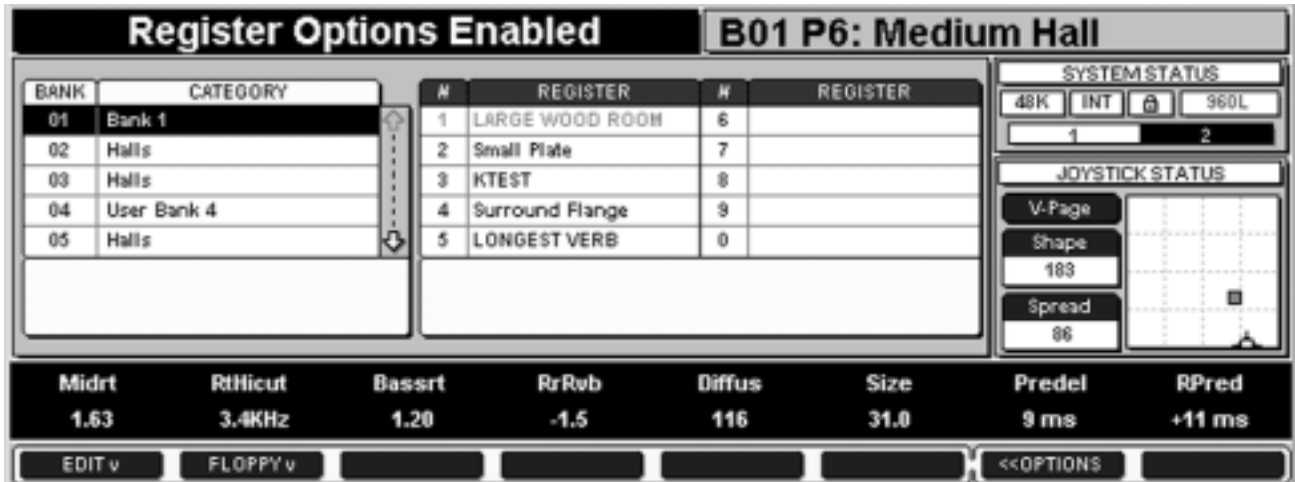 Register Options Enabled
B01 P6: Medium Hall
BANK CATEGORY
01 Bank 1
02 Halls
03 Halls
04 User Bank 4
05 Halls
N REGISTER N REGISTER
1 LARGE WOOD ROOM 6
2 Small Plate 7
3 KTEST 8
4 Surround Flange 9
5 LONGEST VERB 0
SYSTEM STATUS
48K INT 960L
1 2
JOYSTICK STATUS
V-Page
Shape
183
Spread
86
Midrt RtHicut Bassrt RrRvb Diffus Size Predel RPred
1.63 3.4KHz 1.20 -1.5 116 31.0 9 ms +11 ms
EDIT v FLOPPY v <<OPTIONS